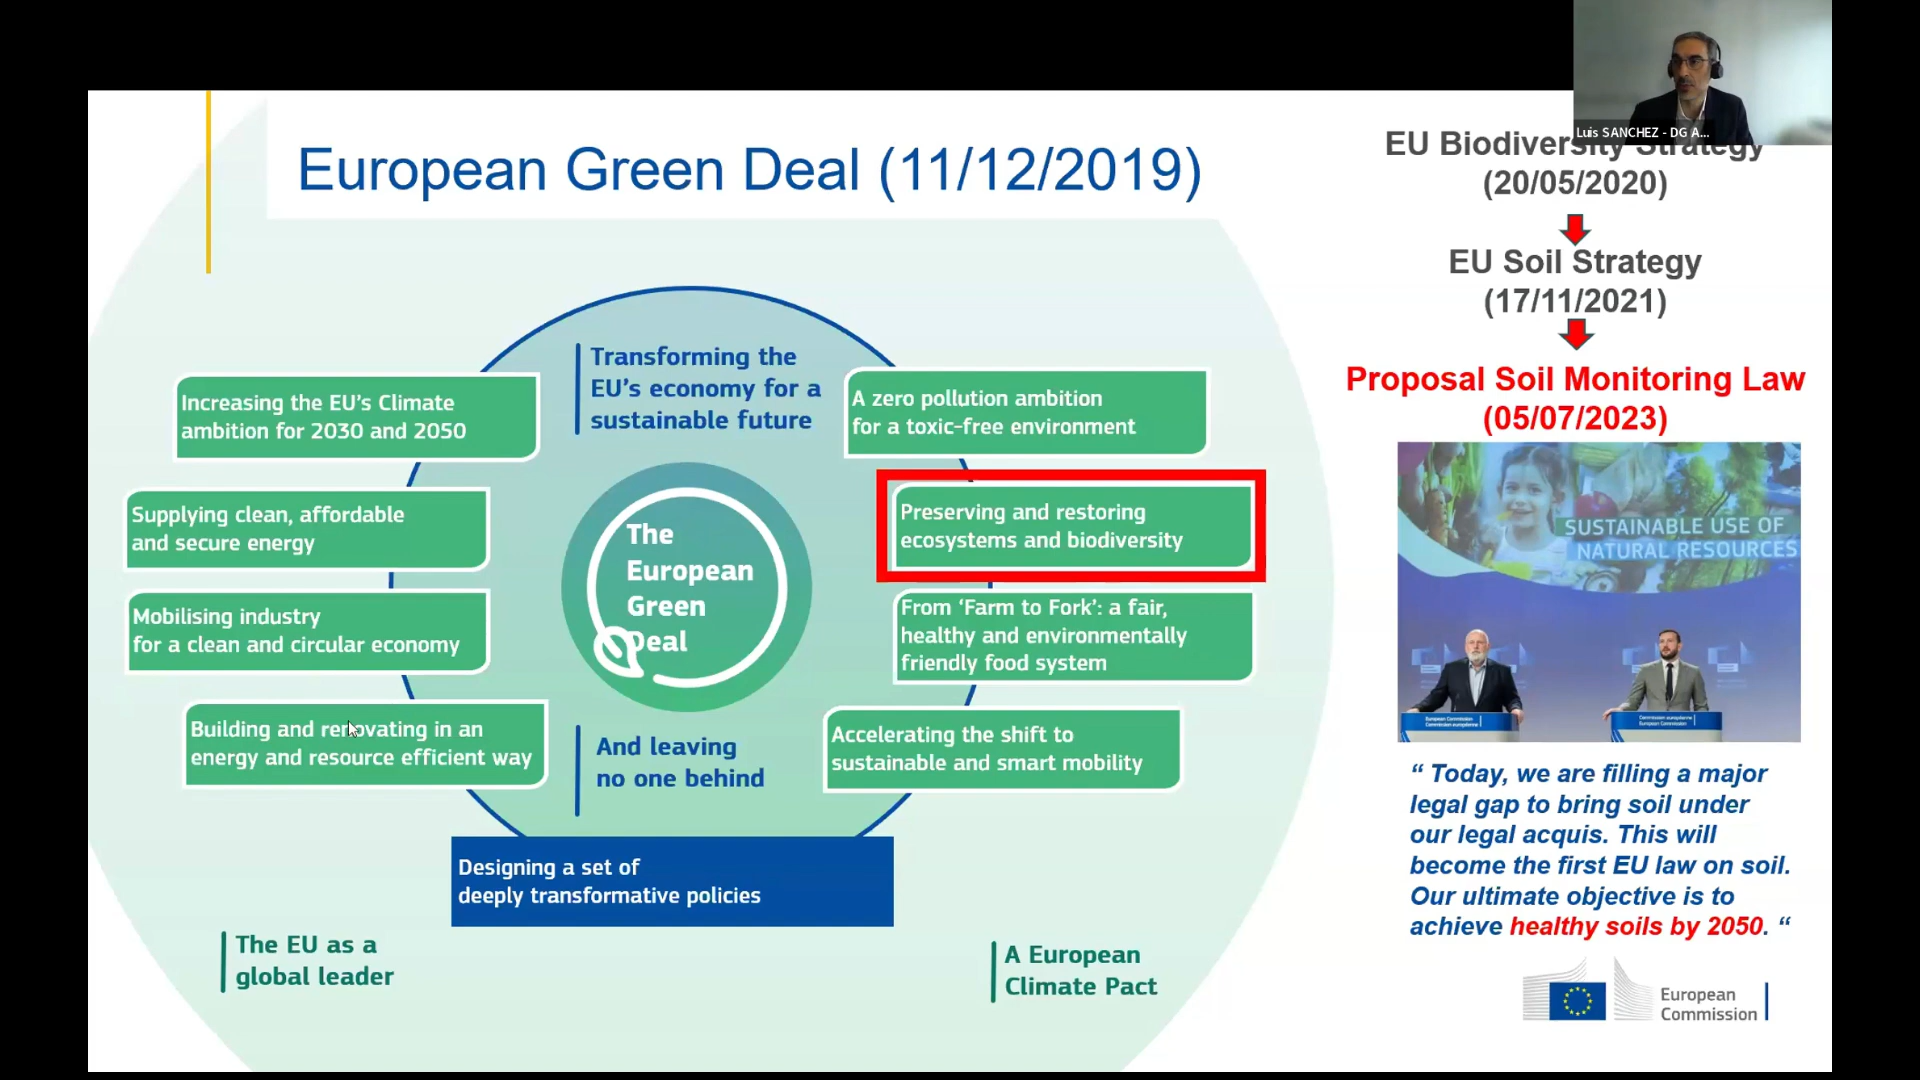 Luis SANCHEZ - DG A...
European Green Deal (11/12/2019)
EU Biodiversity Strategy
(20/05/2020)
EU Soil Strategy
(17/11/2021)
Proposal Soil Monitoring Law
(05/07/2023)
Transforming the
EU's economy for a
sustainable future
Increasing the EU's Climate
ambition for 2030 and 2050
Supplying clean, affordable
and secure energy
Mobilising industry
for a clean and circular economy
Building and renovating in an
energy and resource efficient way
The
European
Green
Deal
A zero pollution ambition
for a toxic-free environment
Preserving and restoring
ecosystems and biodiversity
From ‘Farm to Fork’: a fair,
healthy and environmentally
friendly food system
Accelerating the shift to
sustainable and smart mobility
And leaving
no one behind
Designing a set of
deeply transformative policies
The EU as a
global leader
A European
Climate Pact
SUSTAINABLE USE OF
NATURAL RESOURCES
European Commission
Commission européenne
Commission européenne
European Commission
“ Today, we are filling a major
legal gap to bring soil under
our legal acquis. This will
become the first EU law on soil.
Our ultimate objective is to
achieve healthy soils by 2050. “
European
Commission